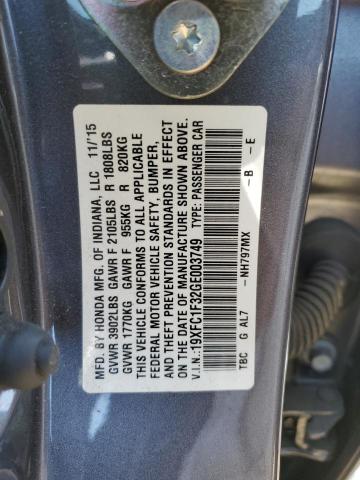 MFG. BY HONDA MFG. OF INDIANA, LLC 11/'15
GVWR 3902LBS GAWR F 2105LBS R 1808LBS
GVWR 1770KG GAWR F 955KG R 820KG
THIS VEHICLE CONFORMS TO ALL APPLICABLE
FEDERAL MOTOR VEHICLE SAFETY, BUMPER,
AND THEFT PREVENTION STANDARDS IN EFFECT
ON THE DATE OF MANUFACTURE SHOWN ABOVE.
V.I.N.:19XFC1F32GE003749 TYPE: PASSENGER CAR
TBC G AL7 -NH797MX -B -E